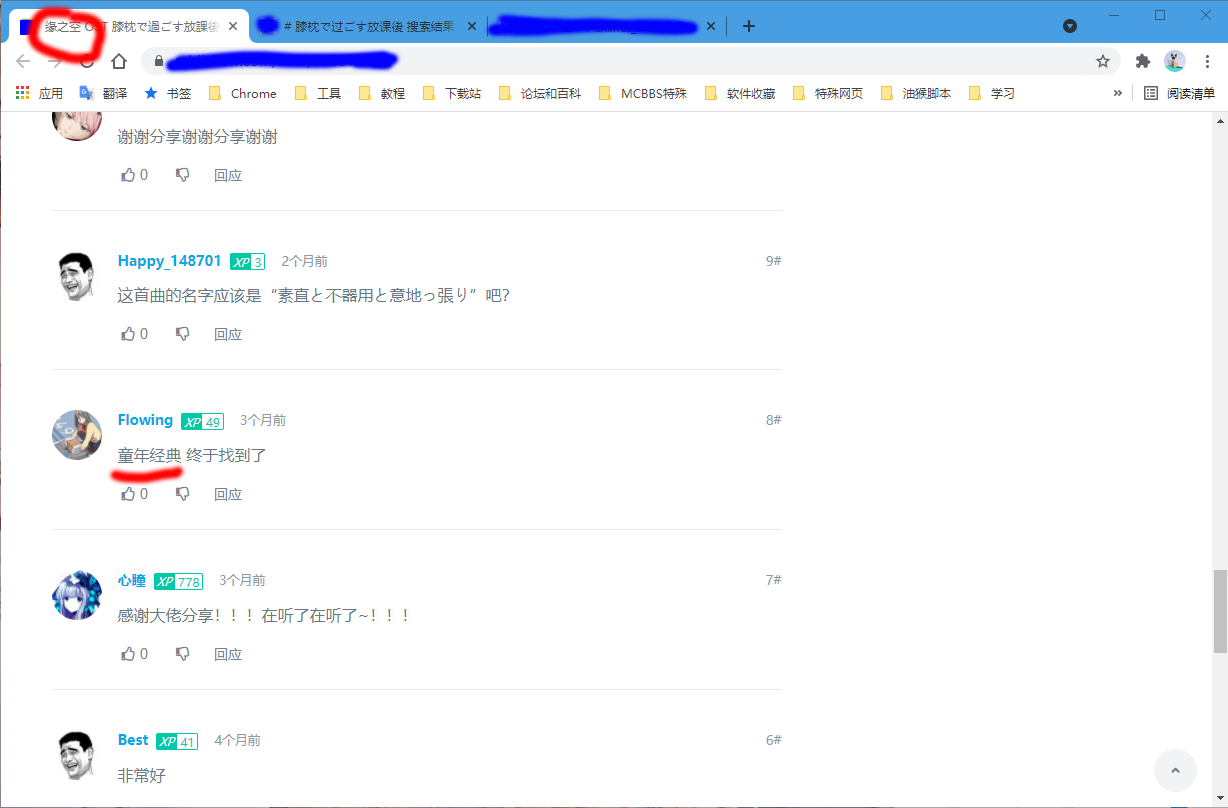 缘之空 OST 膝枕で過ごす放課後
# 膝枕で过ごす放课後 搜索结果
应用
翻译
书签
Chrome
工具
教程
下载站
论坛和百科
MCBBS特殊
软件收藏
特殊网页
油猴脚本
学习
»
阅读清单
谢谢分享谢谢分享谢谢
0 回应
Happy_148701 XP 3 2个月前 9#
这首曲的名字应该是“素直と不器用と意地っ張り”吧?
0 回应
Flowing XP 49 3个月前 8#
童年经典 终于找到了
0 回应
心瞳 XP 778 3个月前 7#
感谢大佬分享！！！在听了在听了~！！！
0 回应
Best XP 41 4个月前 6#
非常好